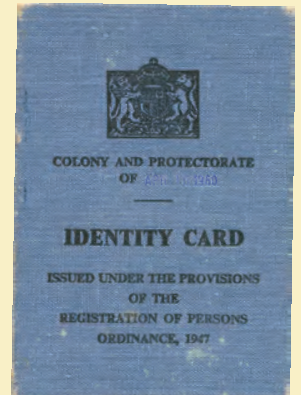 COLONY AND PROTECTORATE
OF
IDENTITY CARD
ISSUED UNDER THE PROVISIONS
OF THE
REGISTRATION OF PERSONS
ORDINANCE, 1947